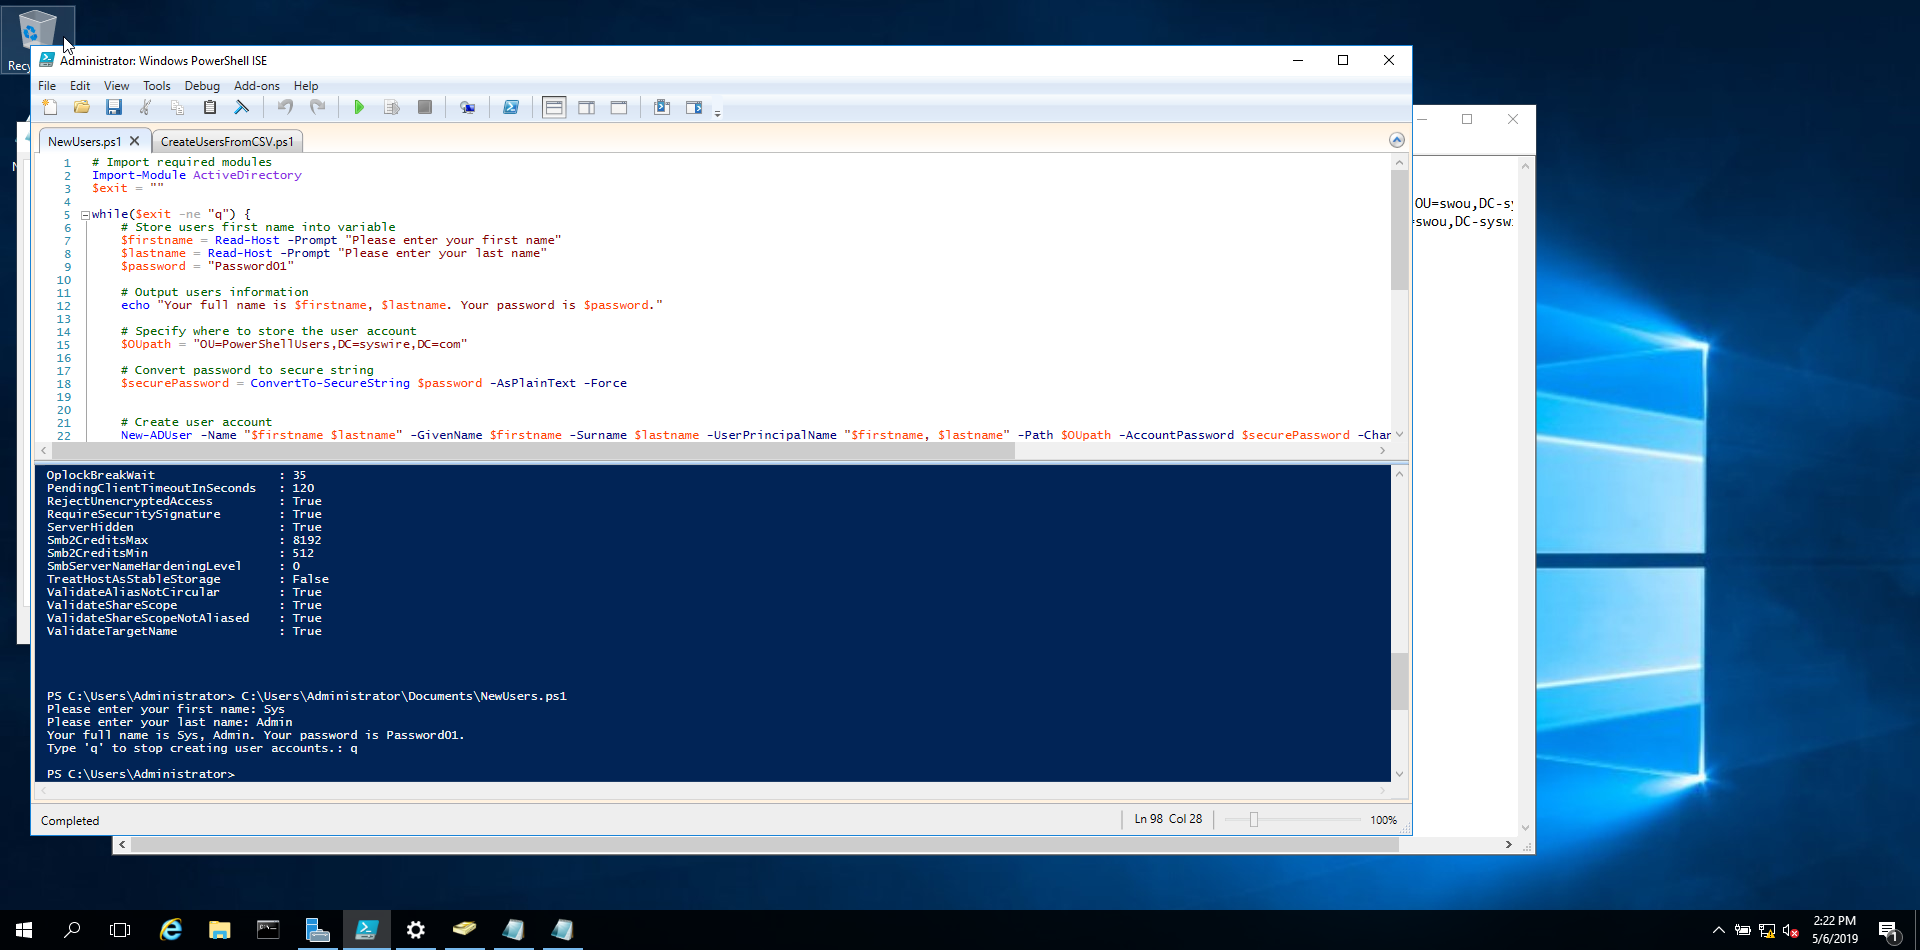 Administrator: Windows PowerShell ISE
File Edit View Tools Debug Add-ons Help
NewUsers.ps1 CreateUsersFromCSV.ps1
1 # Import required modules
2 Import-Module ActiveDirectory
3 $exit = ""
4
5 while($exit -ne "q") {
6 # Store users first name into variable
7 $firstname = Read-Host -Prompt "Please enter your first name"
8 $lastname = Read-Host -Prompt "Please enter your last name"
9 $password = "Password01"
10
11 # Output users information
12 echo "Your full name is $firstname, $lastname. Your password is $password."
13
14 # Specify where to store the user account
15 $OUpath = "OU=PowerShellUsers,DC=syswire,DC=com"
16
17 # Convert password to secure string
18 $securePassword = ConvertTo-SecureString $password -AsPlainText -Force
19
20
21 # Create user account
22 New-ADUser -Name "$firstname $lastname" -GivenName $firstname -Surname $lastname -UserPrincipalName "$firstname, $lastname" -Path $OUpath -AccountPassword $securePassword -Char
OU=swou,DC-sy
=swou,DC-sysw
OplockBreakWait : 35
PendingClientTimeoutInSeconds : 120
RejectUnencryptedAccess : True
RequireSecuritySignature : True
ServerHidden : True
Smb2CreditsMax : 8192
Smb2CreditsMin : 512
SmbServerNameHardeningLevel : 0
TreatHostAsStableStorage : False
ValidateAliasNotCircular : True
ValidateShareScope : True
ValidateShareScopeNotAliased : True
ValidateTargetName : True
PS C:\Users\Administrator> C:\Users\Administrator\Documents\NewUsers.ps1
Please enter your first name: Sys
Please enter your last name: Admin
Your full name is Sys, Admin. Your password is Password01.
Type 'q' to stop creating user accounts.: q
PS C:\Users\Administrator>
Completed
Ln 98 Col 28
100%
2:22 PM
5/6/2019
1